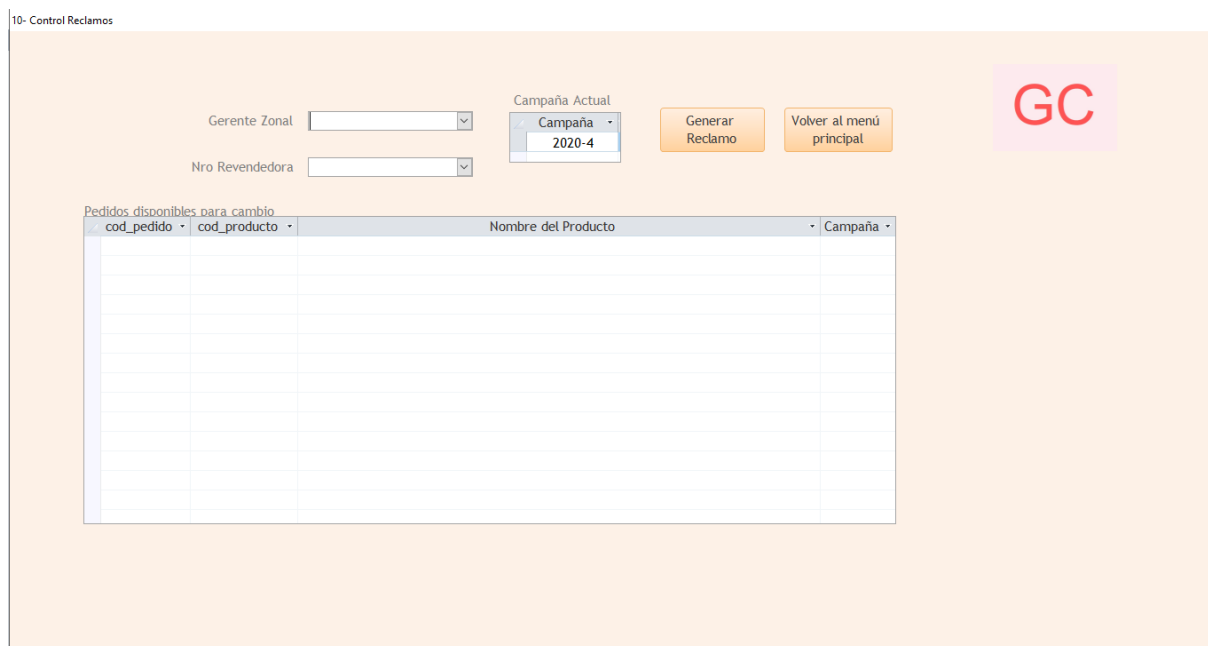 10- Control Reclamos
GC
Campaña Actual
Gerente Zonal
Campaña
2020-4
Generar
Reclamo
Volver al menú
principal
Nro Revendedora
Pedidos disponibles para cambio
cod_pedido cod_producto Nombre del Producto Campaña